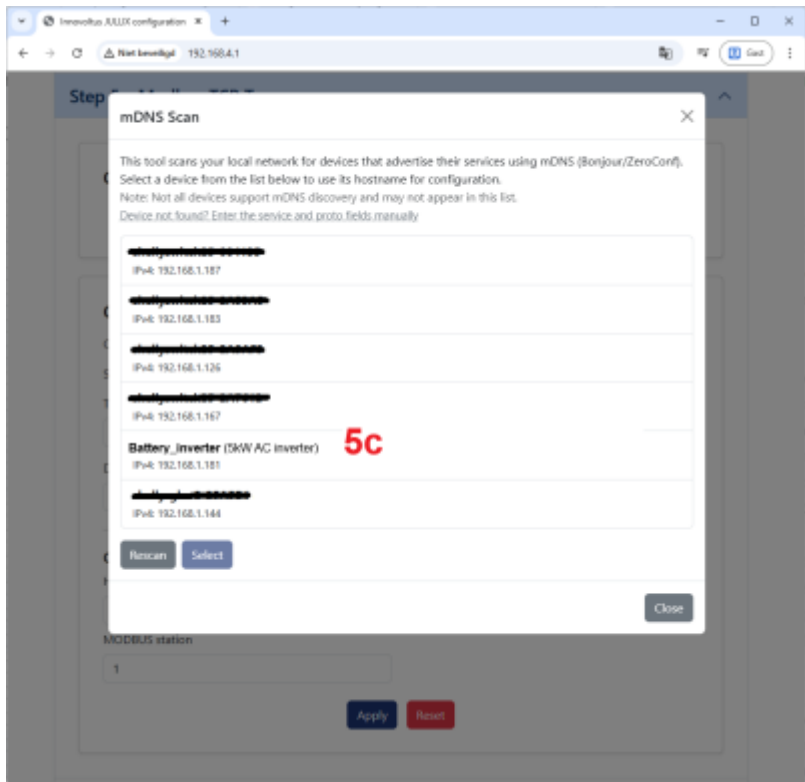 Innovoltus JULUX configuration
Niet beveiligd 192.168.4.1
Gast
Step
mDNS Scan
This tool scans your local network for devices that advertise their services using mDNS (Bonjour/ZeroConf).
Select a device from the list below to use its hostname for configuration.
Note: Not all devices support mDNS discovery and may not appear in this list.
Device not found? Enter the service and proto fields manually
IPv4: 192.168.1.187
IPv4: 192.168.1.183
IPv4: 192.168.1.126
IPv4: 192.168.1.167
Battery_inverter (5kW AC inverter)
5c
IPv4: 192.168.1.181
IPv4: 192.168.1.144
Rescan
Select
Close
MODBUS station
1
Apply
Reset